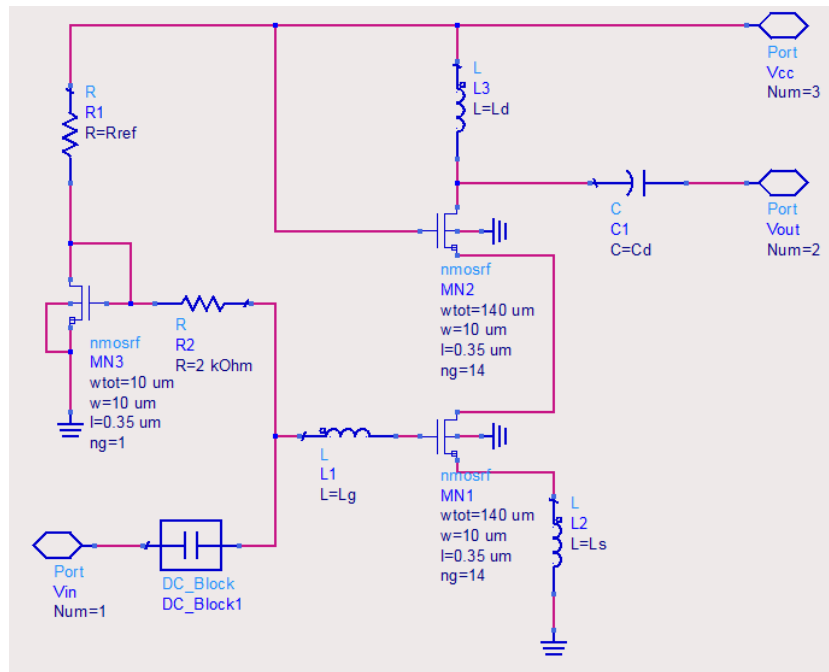 L
L3
L=Ld
Port
Vcc
Num=3
R
R1
R=Rref
C
C1
C=Cd
Port
Vout
Num=2
nmosrf
MN2
wtot=140 um
w=10 um
l=0.35 um
ng=14
nmosrf
MN3
wtot=10 um
w=10 um
l=0.35 um
ng=1
R
R2
R=2 kOhm
L
L1
L=Lg
nmosrf
MN1
wtot=140 um
w=10 um
l=0.35 um
ng=14
L
L2
L=Ls
Port
Vin
Num=1
DC_Block
DC_Block1